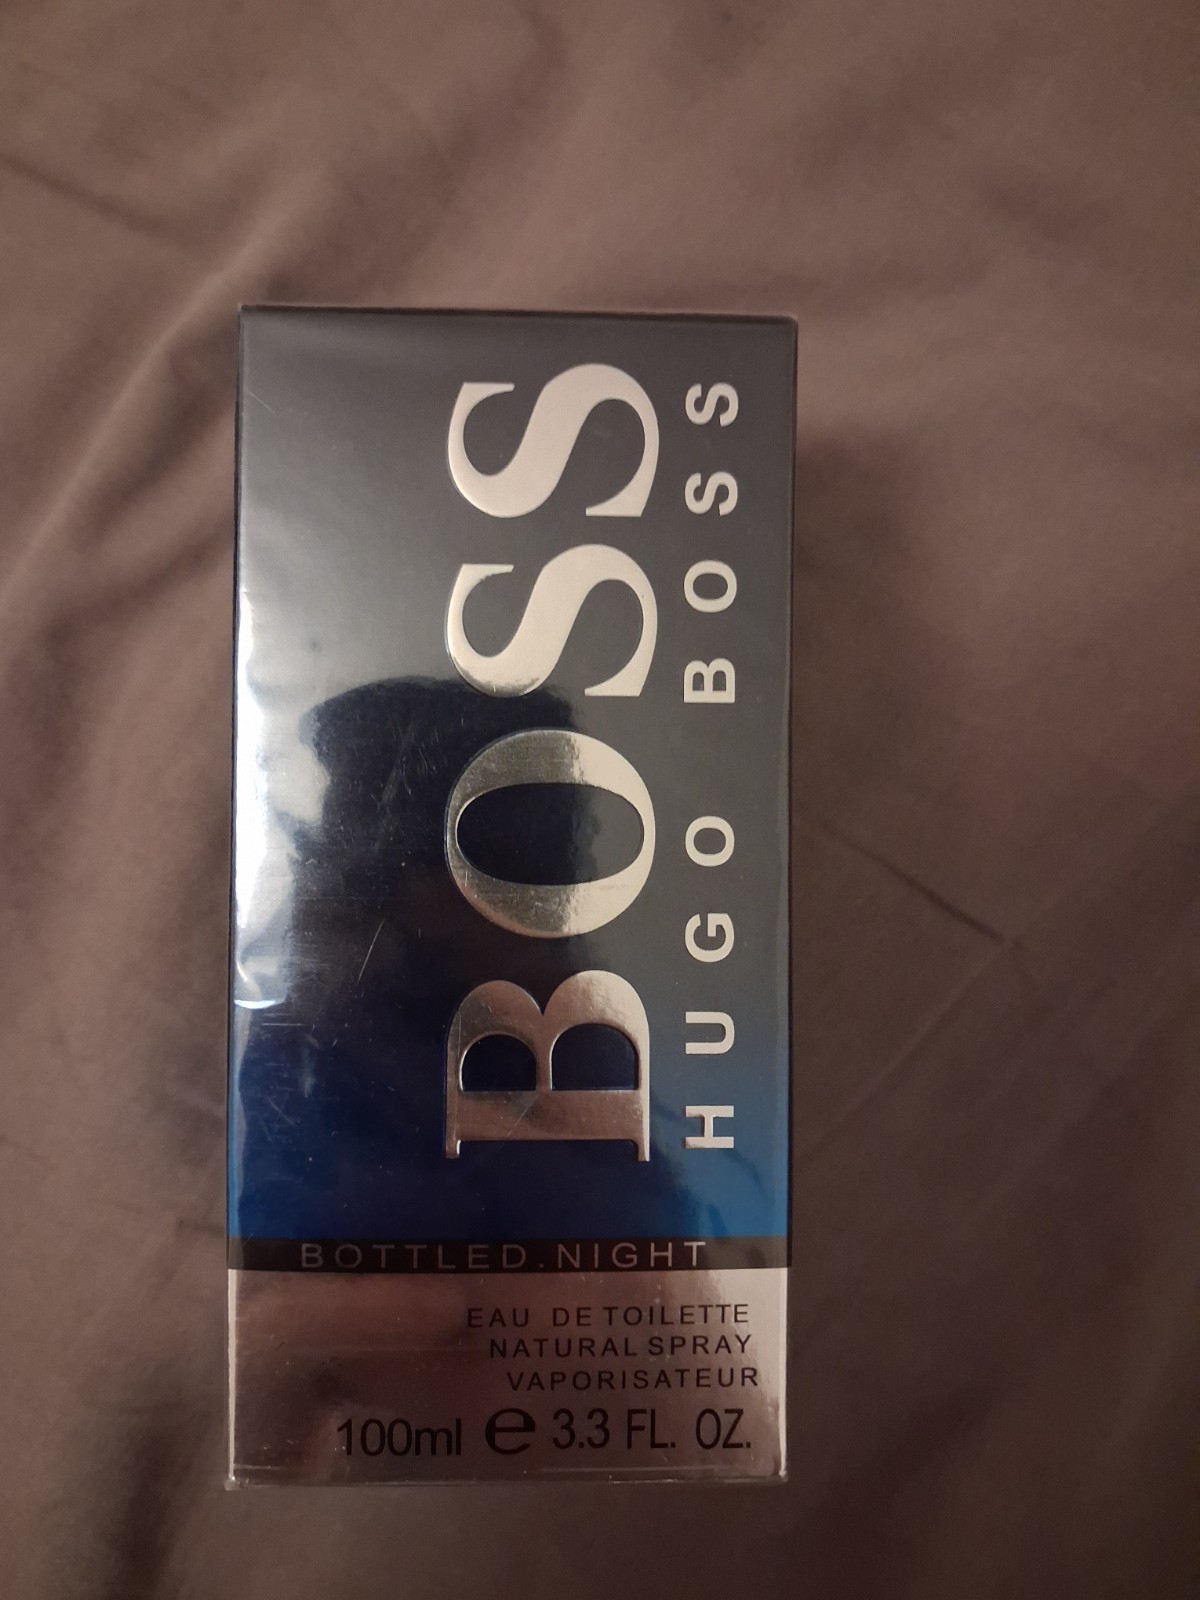 BOSS
HUGO BOSS
BOTTLED.NIGHT
EAU DE TOILETTE
NATURAL SPRAY
VAPORISATEUR
100ml e 3.3 FL. OZ.